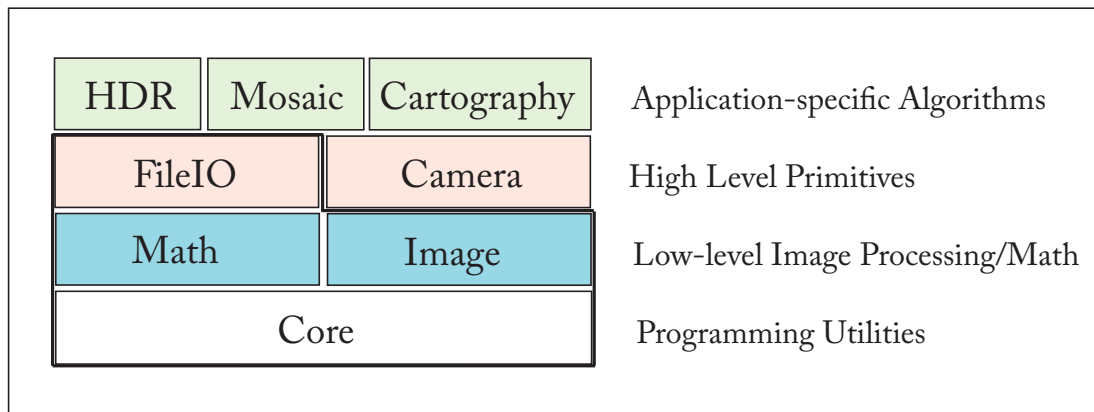 HDR Mosaic Cartography Application-specific Algorithms
FileIO Camera High Level Primitives
Math Image Low-level Image Processing/Math
Core Programming Utilities